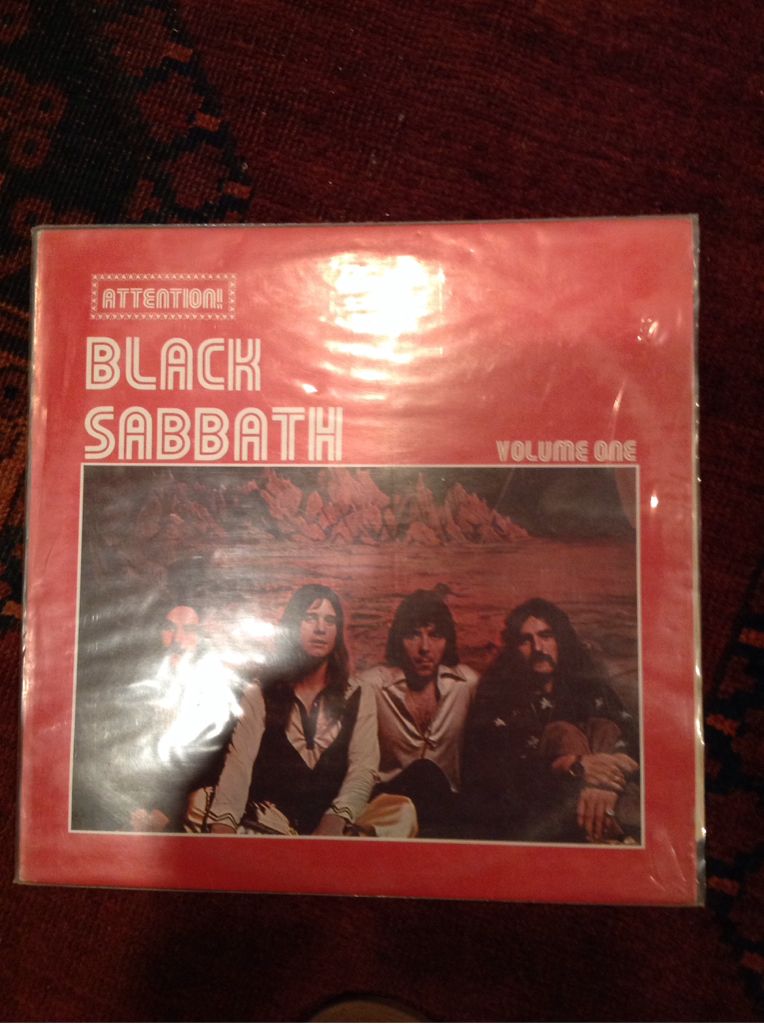 ATTENTION!
BLACK
SABBATH
VOLUME ONE